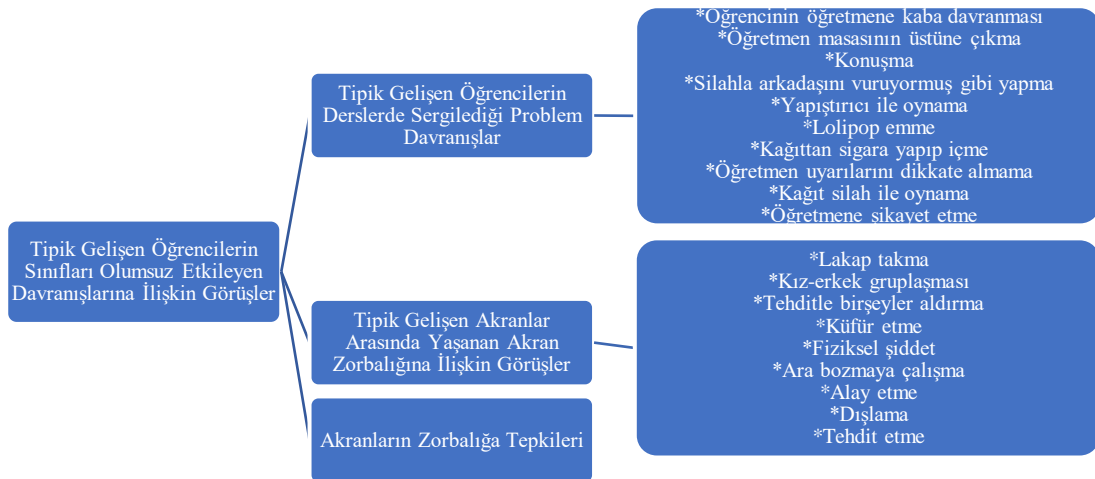 Tipik Gelişen Öğrencilerin
Sınıfları Olumsuz Etkileyen
Davranışlarına İlişkin Görüşler
Tipik Gelişen Öğrencilerin
Derslerde Sergilediği Problem
Davranışlar
*Öğrencinin öğretmene kaba davranması
*Öğretmen masasının üstüne çıkma
*Konuşma
*Silahla arkadaşını vuruyormuş gibi yapma
*Yapıştırıcı ile oynama
*Lolipop emme
*Kağıttan sigara yapıp içme
*Öğretmen uyarılarını dikkate almama
*Kağıt silah ile oynama
*Öğretmene şikayet etme
Tipik Gelişen Akranlar
Arasında Yaşanan Akran
Zorbalığına İlişkin Görüşler
*Lakap takma
*Kız-erkek gruplaşması
*Tehditle birşeyler aldırma
*Küfür etme
*Fiziksel şiddet
*Ara bozmaya çalışma
*Alay etme
*Dışlama
*Tehdit etme
Akranların Zorbalığa Tepkileri